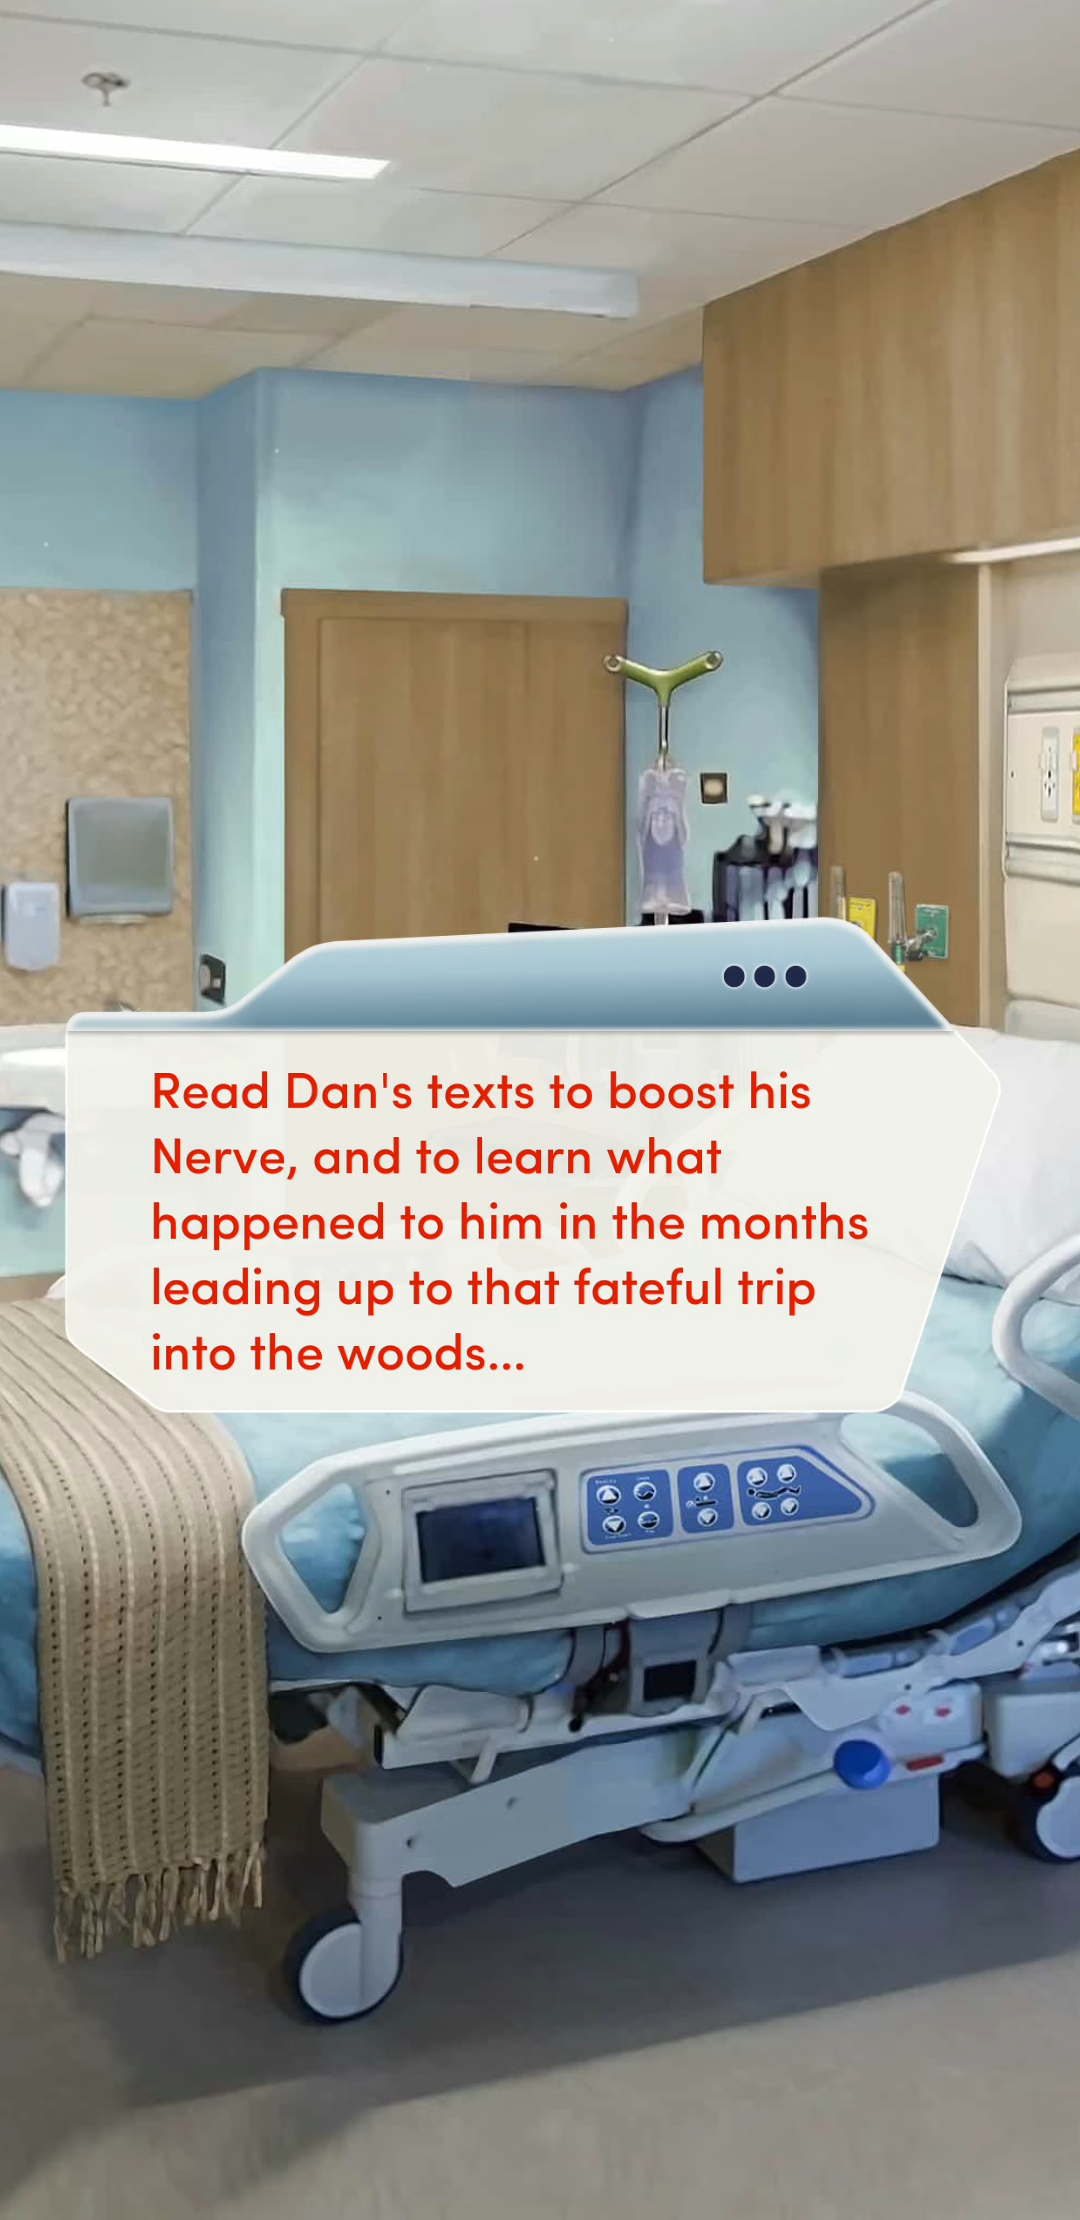 Read Dan's texts to boost his
Nerve, and to learn what
happened to him in the months
leading up to that fateful trip
into the woods...